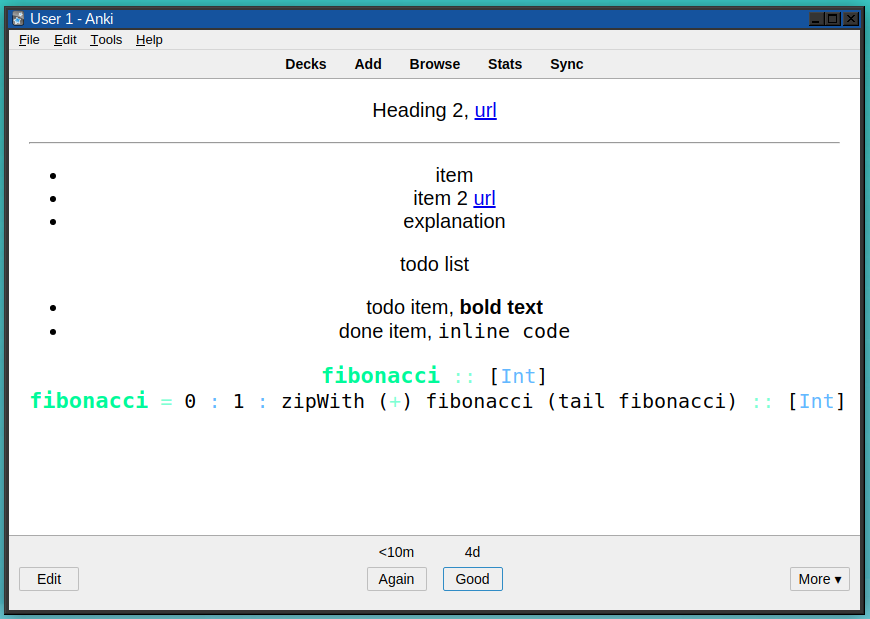 User 1 - Anki
File Edit Tools Help
Decks Add Browse Stats Sync
Heading 2, url
item
item 2 url
explanation
todo list
todo item, bold text
done item, inline code
fibonacci :: [Int]
fibonacci = 0 : 1 : zipWith (+) fibonacci (tail fibonacci) :: [Int]
<10m 4d
Edit Again Good More ▾